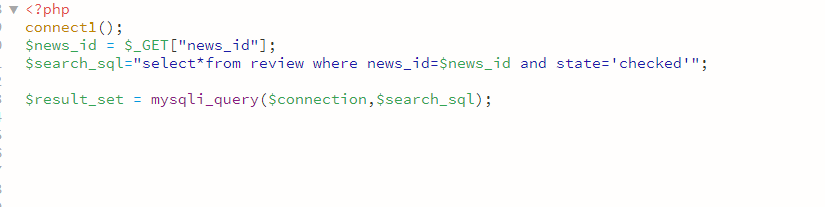 <?php
connect1();
$news_id = $_GET["news_id"];
$search_sql="select*from review where news_id=$news_id and state='checked'";
$result_set = mysqli_query($connection,$search_sql);